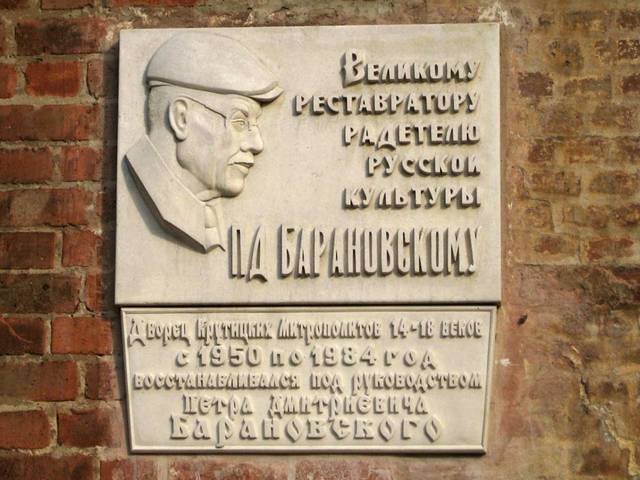 Великому
реставратору
радетелю
русской
культуры
П Д Барановскому
Дворец Крутицких Митрополитов 14-18 веков
с 1950 по 1984 год
восстанавливался под руководством
Петра Дмитриевича
Барановского